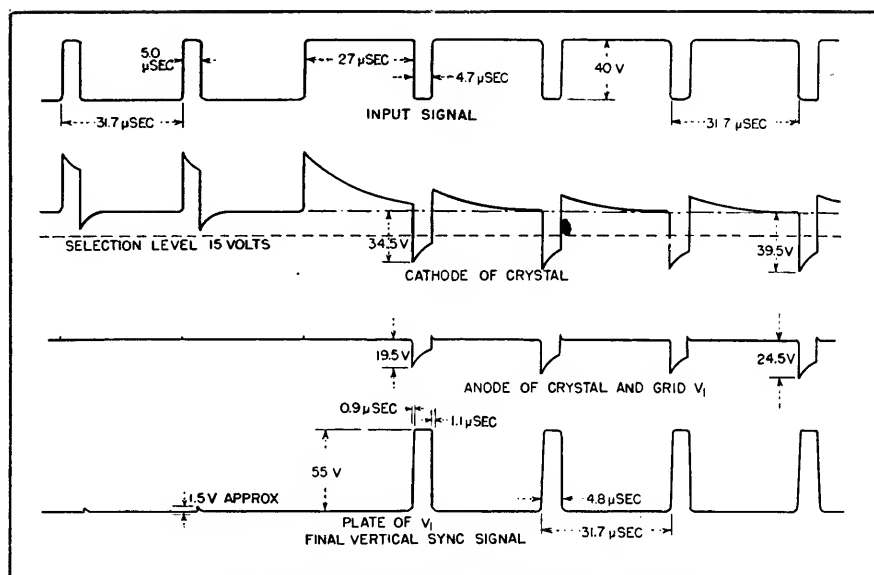 5.0
μSEC
27 μSEC
4.7 μSEC
40 V
INPUT SIGNAL
31.7 μSEC
31.7 μSEC
SELECTION LEVEL 15 VOLTS
34.5V
39.5V
CATHODE OF CRYSTAL
19.5V
24.5V
ANODE OF CRYSTAL AND GRID V₁
0.9 μSEC
1.1 μSEC
55 V
1.5 V APPROX
4.8 μSEC
PLATE OF V₁
31.7 μSEC
FINAL VERTICAL SYNC SIGNAL